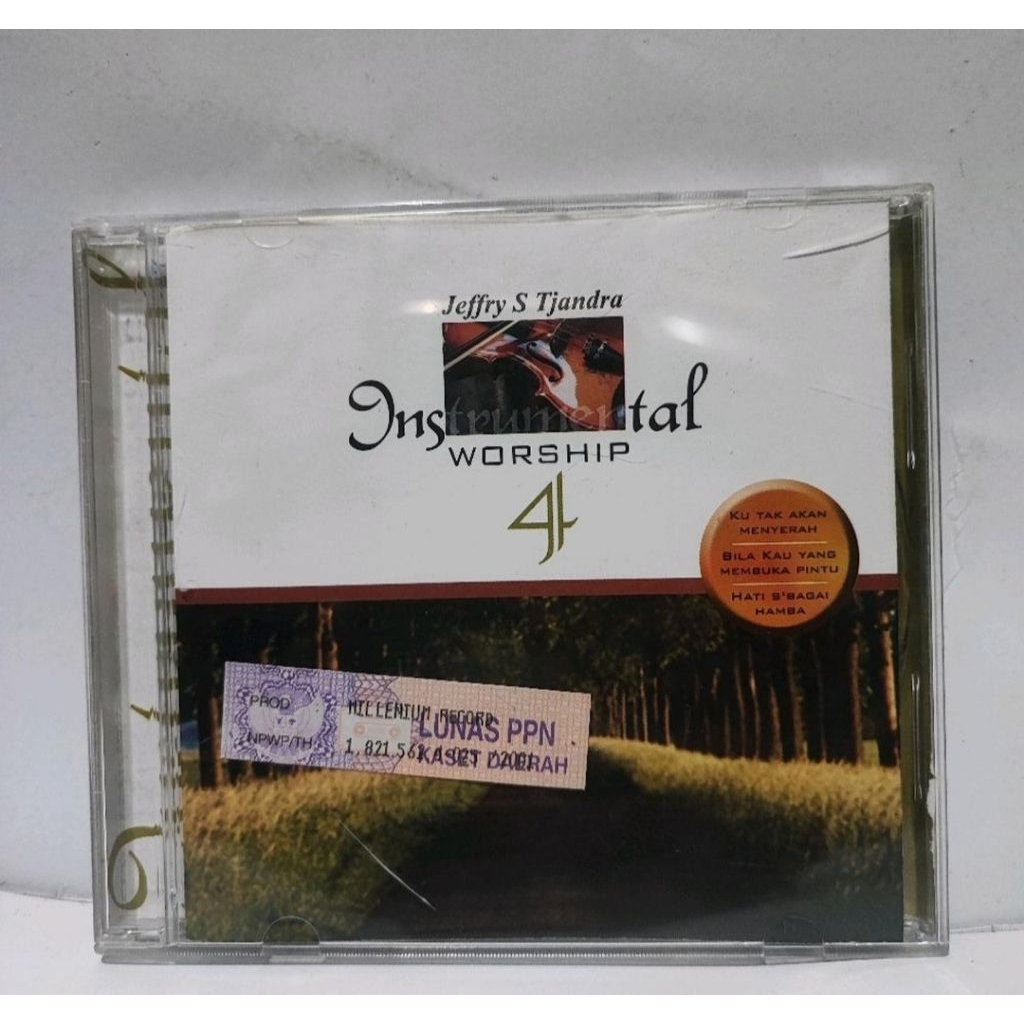 Jeffry S Tjandra
Instrumental
WORSHIP
4
KU TAK AKAN
MENYERAH
BILA KAU YANG
MEMBUKA PINTU
HATI S'BAGAI
HAMBA
PROD
MILLENIUM RECORD
LUNAS PPN
NPWP/TH
KASET DAERAH